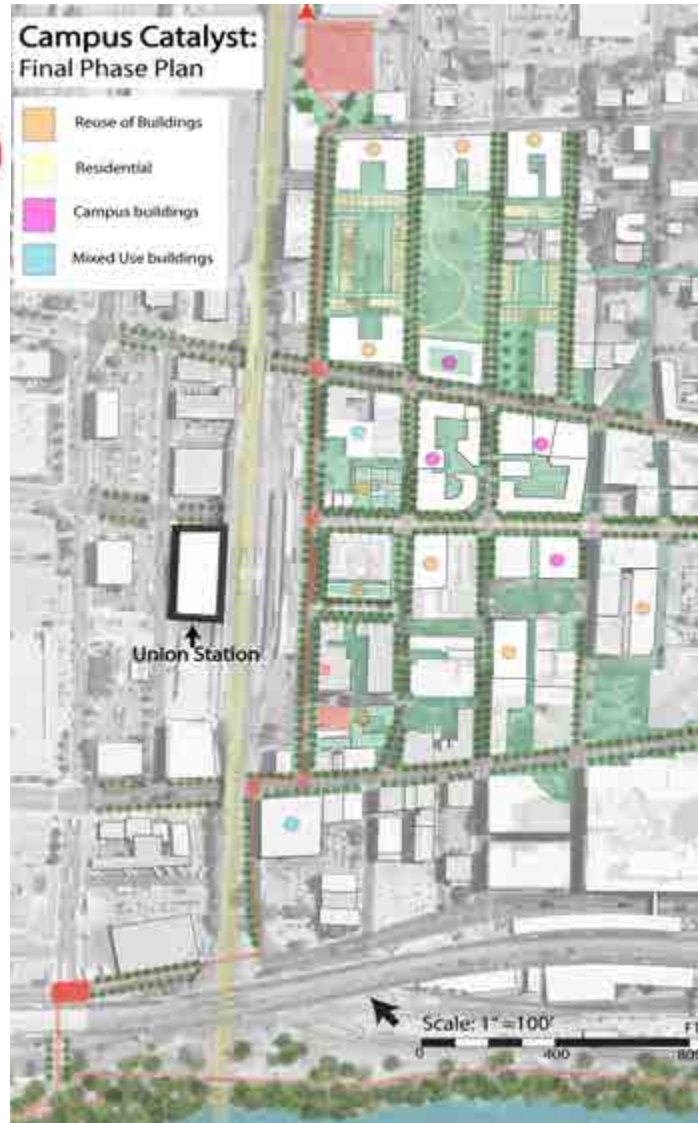 Campus Catalyst:
Final Phase Plan
Reuse of Buildings
Residential
Campus buildings
Mixed Use buildings
Union Station
Scale: 1" =100'
0 400